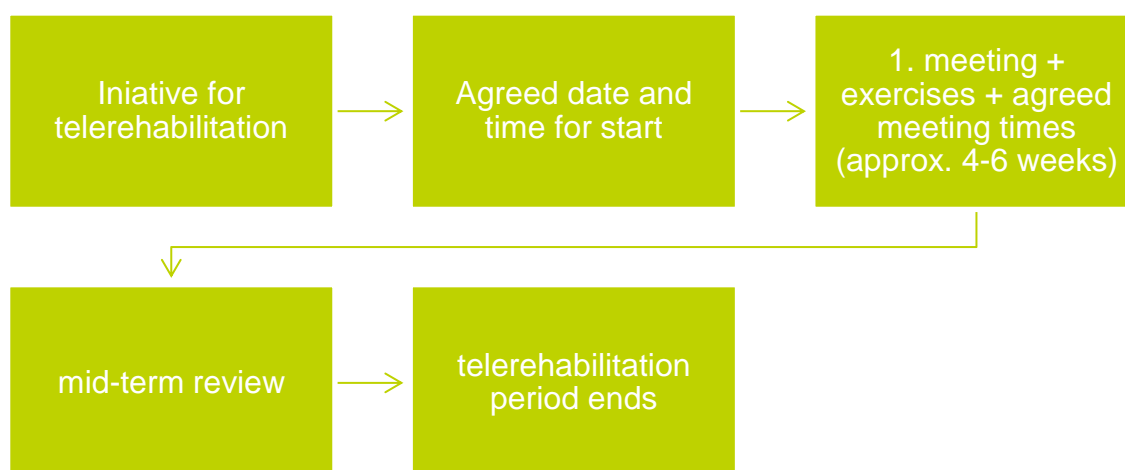 Iniative for
telerehabilitation
Agreed date and
time for start
1. meeting +
exercises + agreed
meeting times
(approx. 4-6 weeks)
mid-term review
telerehabilitation
period ends